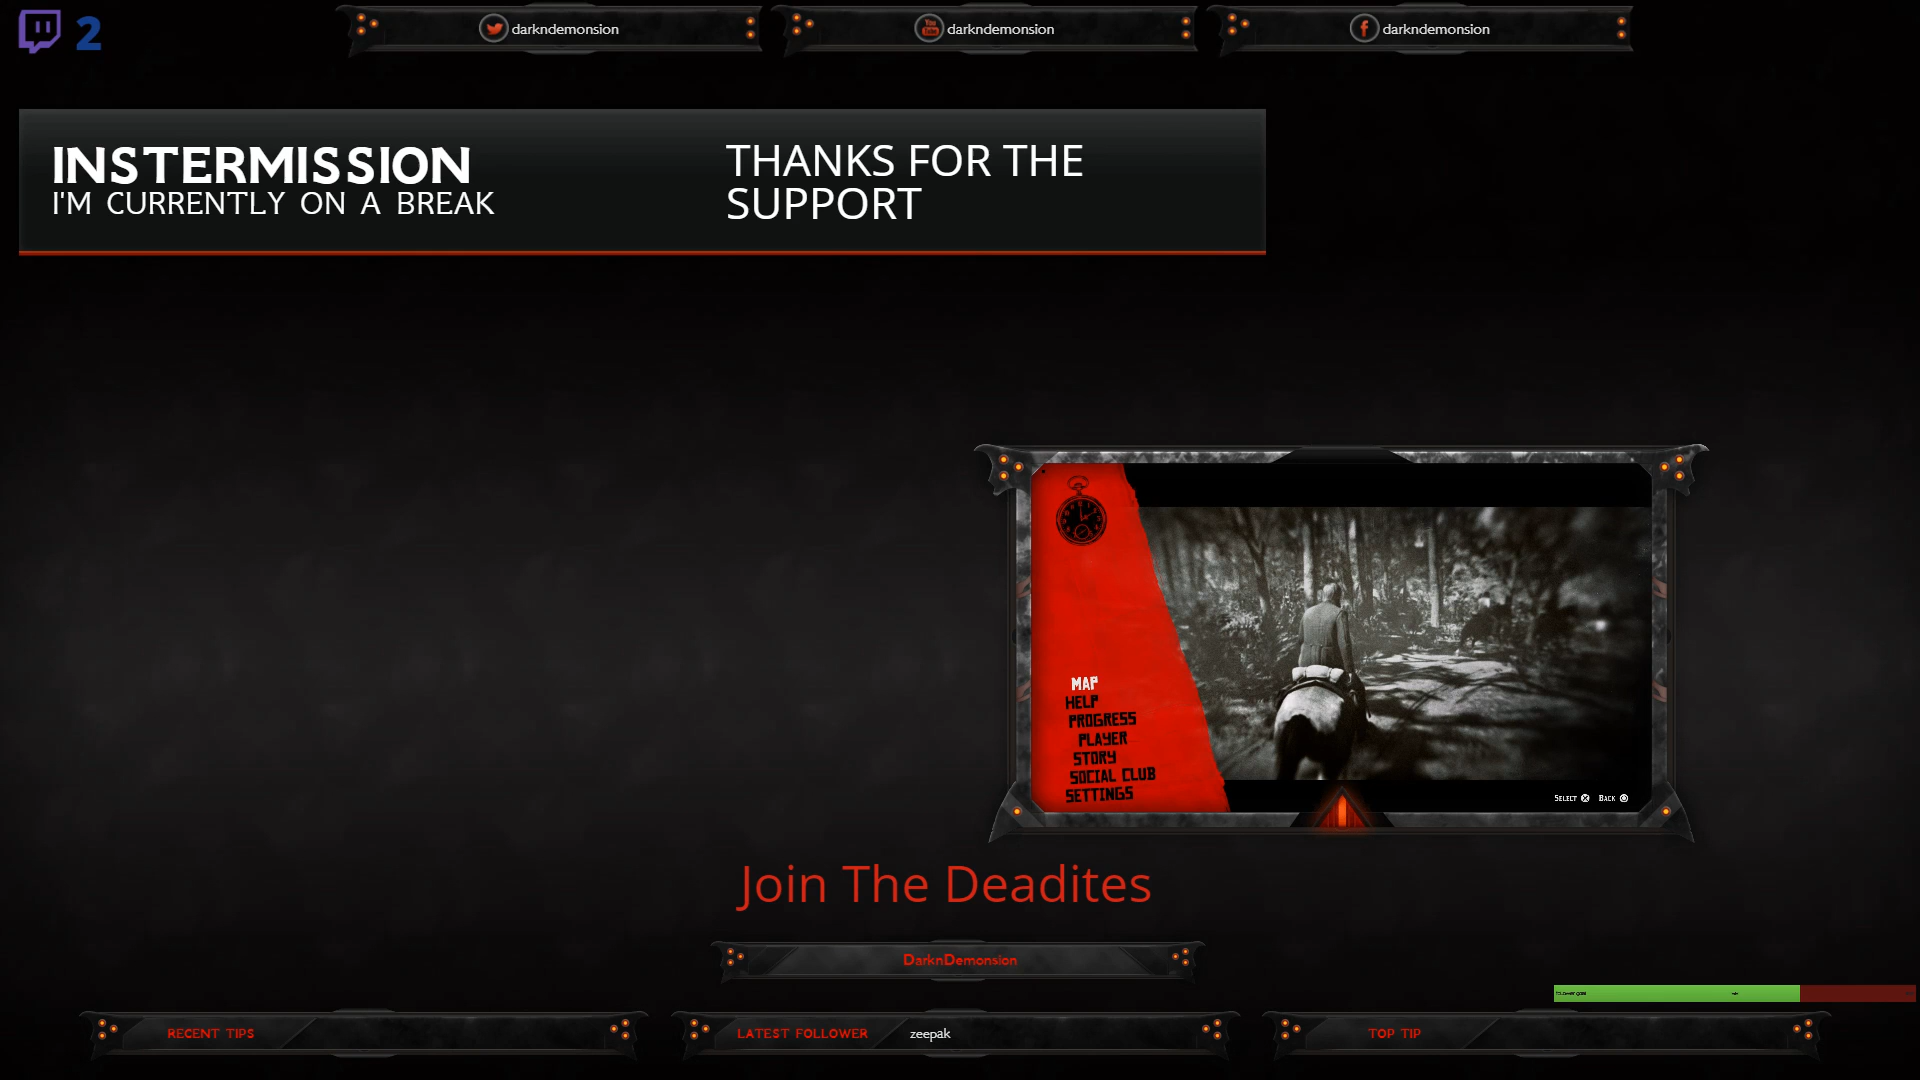 2
darkndemonsion
darkndemonsion
darkndemonsion
INSTERMISSION
I'M CURRENTLY ON A BREAK
THANKS FOR THE
SUPPORT
MAP
HELP
PROGRESS
PLAYER
STORY
SOCIAL CLUB
SETTINGS
SELECT
BACK
Join The Deadites
DarknDemonsion
RECENT TIPS
LATEST FOLLOWER
zeepak
TOP TIP